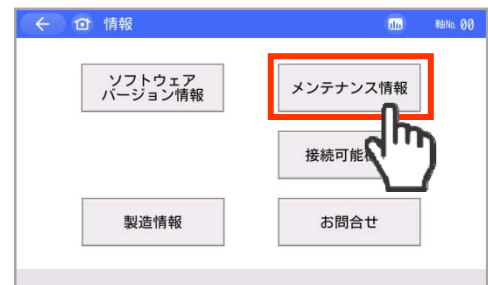 情報
軸No. 00
ソフトウェア
バージョン情報
メンテナンス情報
接続可能
製造情報
お問合せ